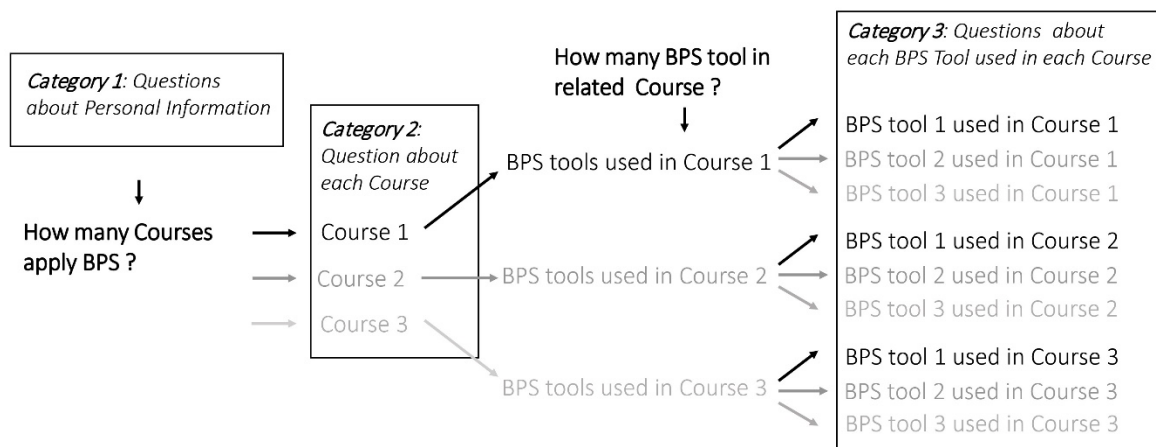 Category 1: Questions
about Personal Information
How many Courses
apply BPS ?
Category 2:
Question about
each Course
Course 1
Course 2
Course 3
How many BPS tool in
related Course ?
BPS tools used in Course 1
BPS tools used in Course 2
BPS tools used in Course 3
Category 3: Questions about
each BPS Tool used in each Course
BPS tool 1 used in Course 1
BPS tool 2 used in Course 1
BPS tool 3 used in Course 1
BPS tool 1 used in Course 2
BPS tool 2 used in Course 2
BPS tool 3 used in Course 2
BPS tool 1 used in Course 3
BPS tool 2 used in Course 3
BPS tool 3 used in Course 3